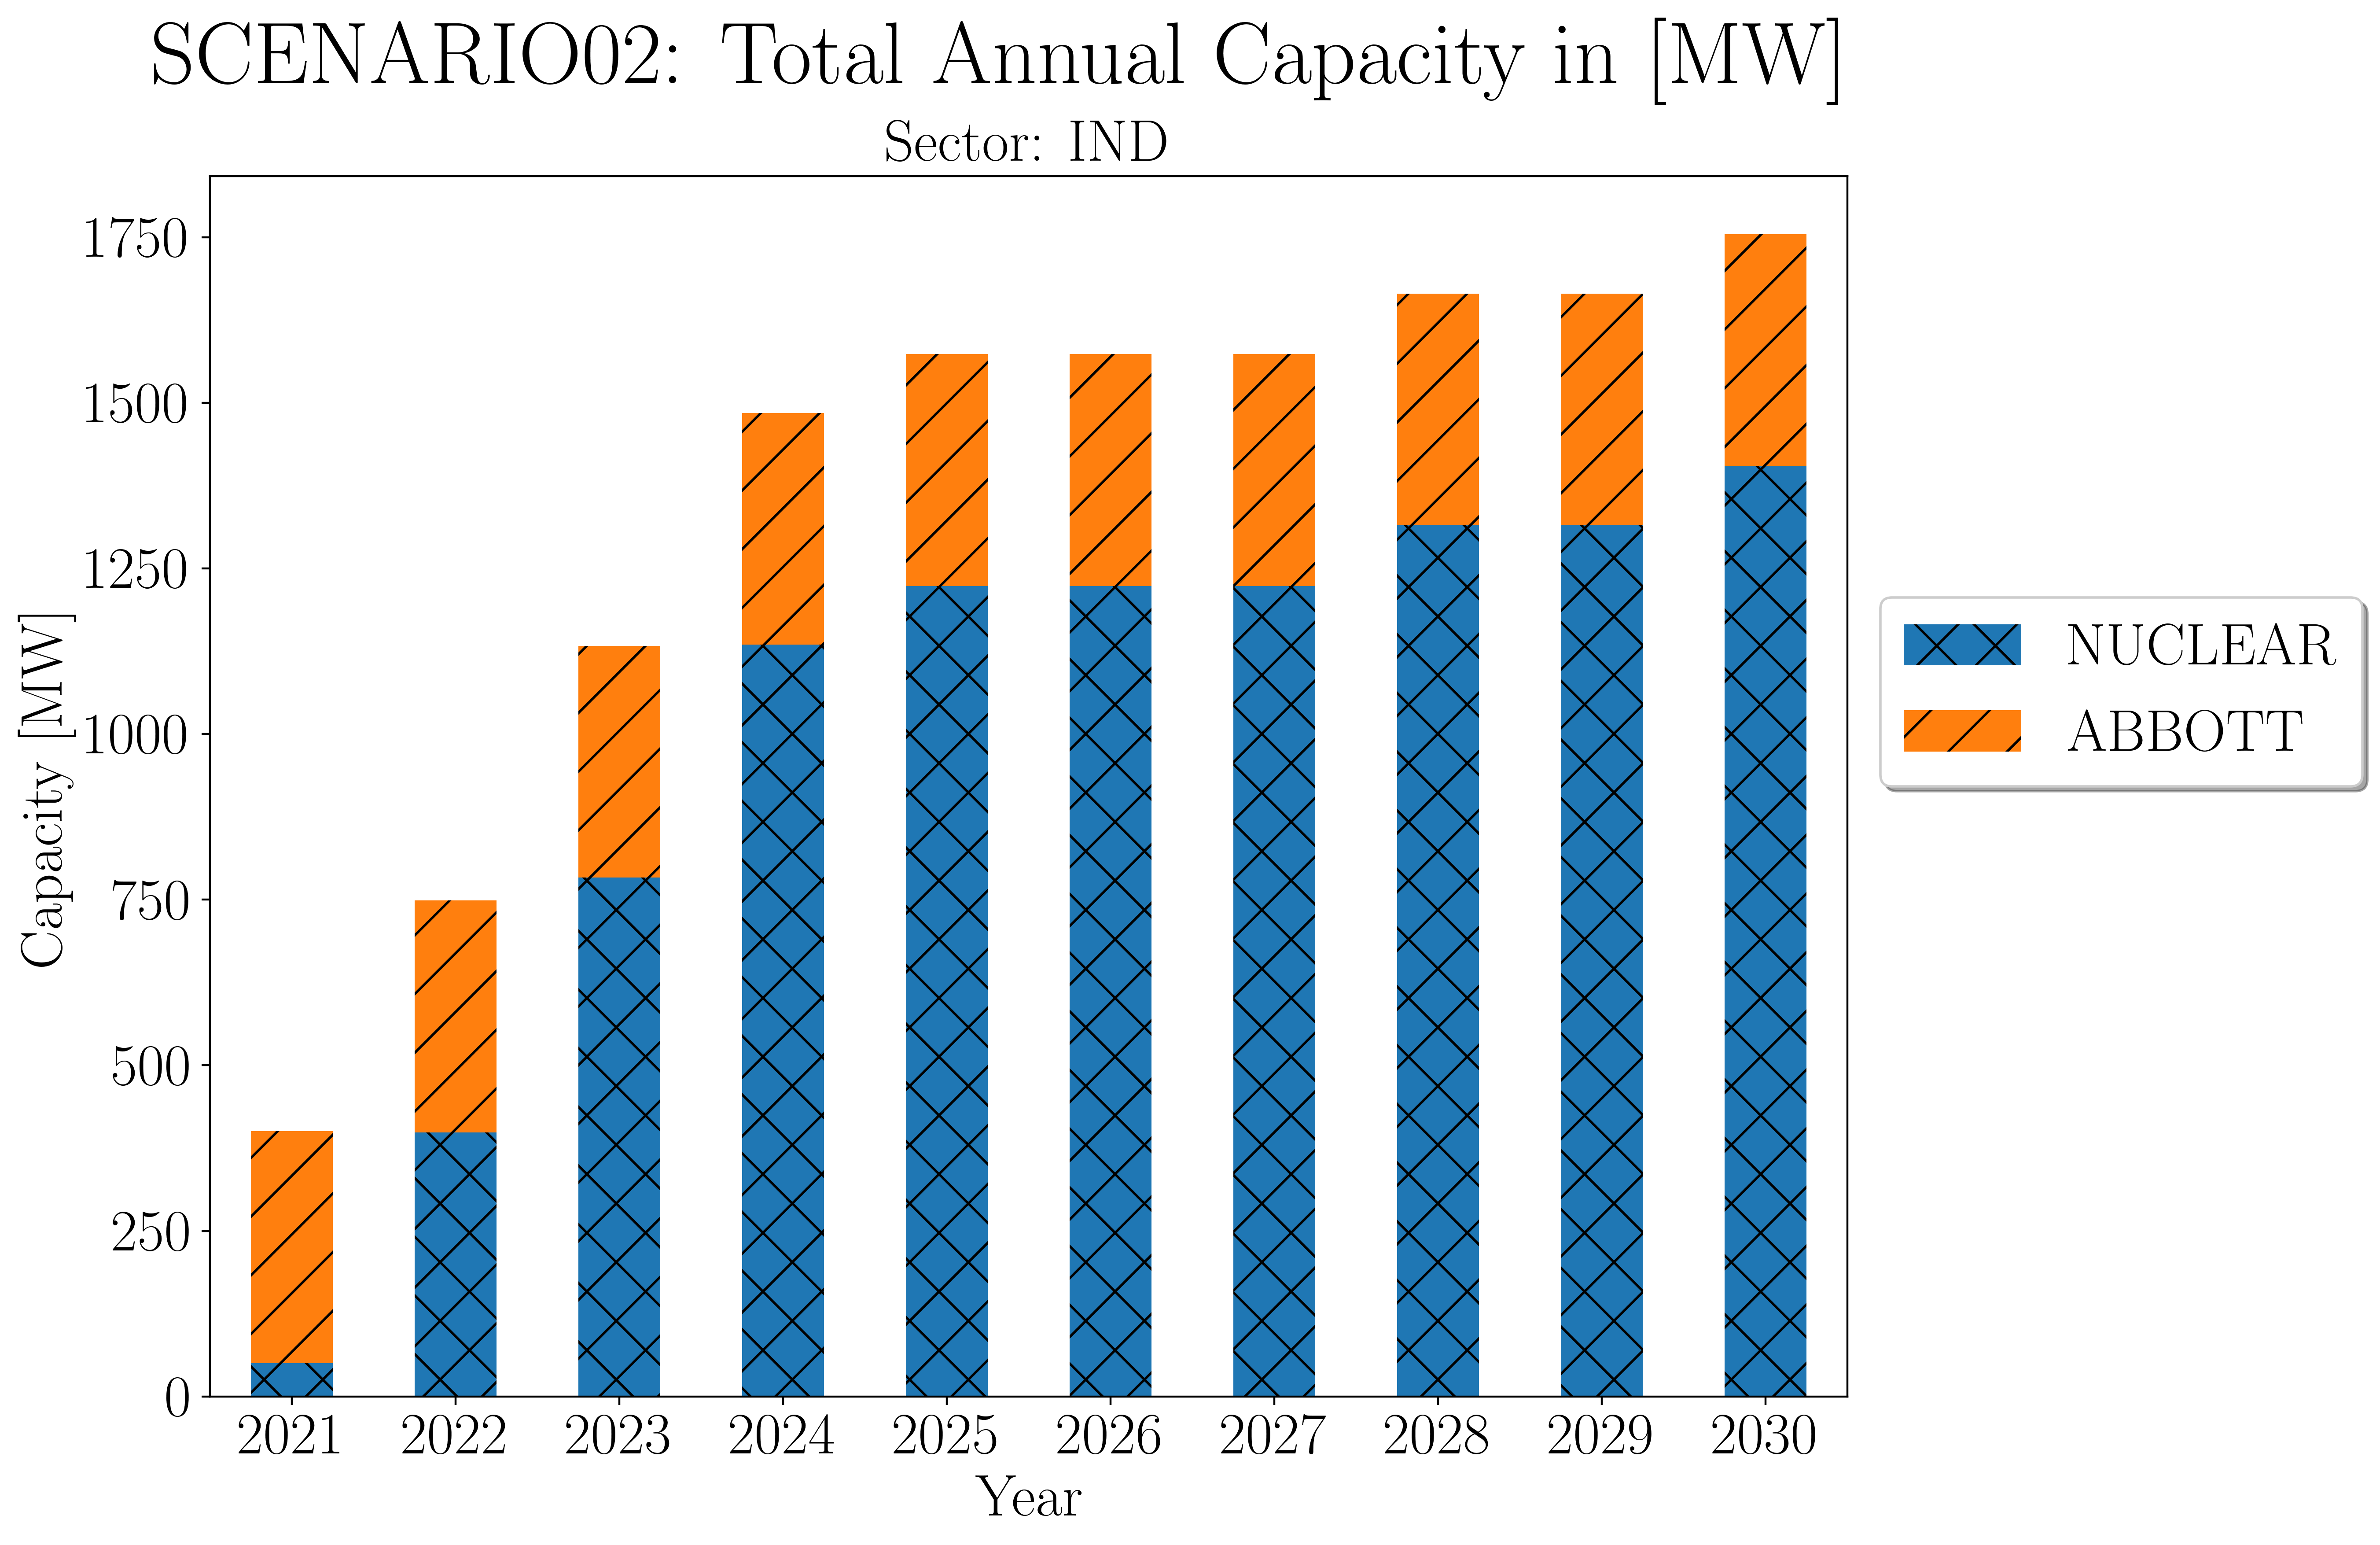 SCENARIO02: Total Annual Capacity in [MW]
Sector: IND
Capacity [MW]
1750
1500
1250
1000
750
500
250
0
2021 2022 2023 2024 2025 2026 2027 2028 2029 2030
Year
NUCLEAR
ABBOTT